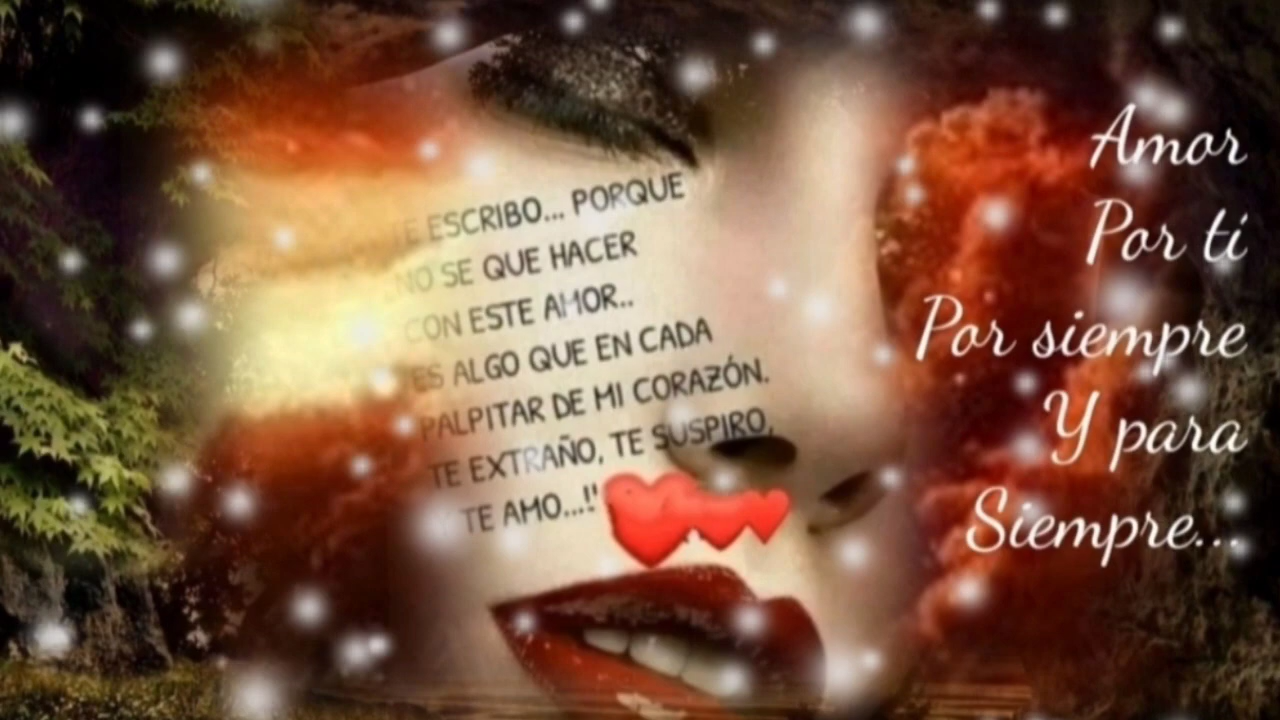 TE ESCRIBO... PORQUE
NO SE QUE HACER
CON ESTE AMOR..
ES ALGO QUE EN CADA
PALPITAR DE MI CORAZÓN.
TE EXTRAÑO, TE SUSPIRO,
TE AMO...!!
Amor
Por ti
Por siempre
Y para
Siempre...